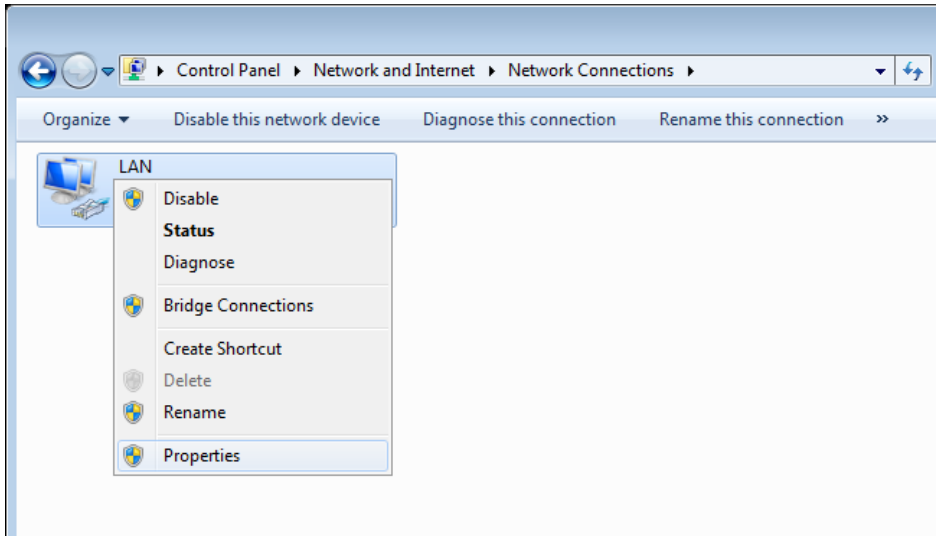 Control Panel Network and Internet Network Connections
Organize Disable this network device Diagnose this connection Rename this connection »
LAN
Disable
Status
Diagnose
Bridge Connections
Create Shortcut
Delete
Rename
Properties